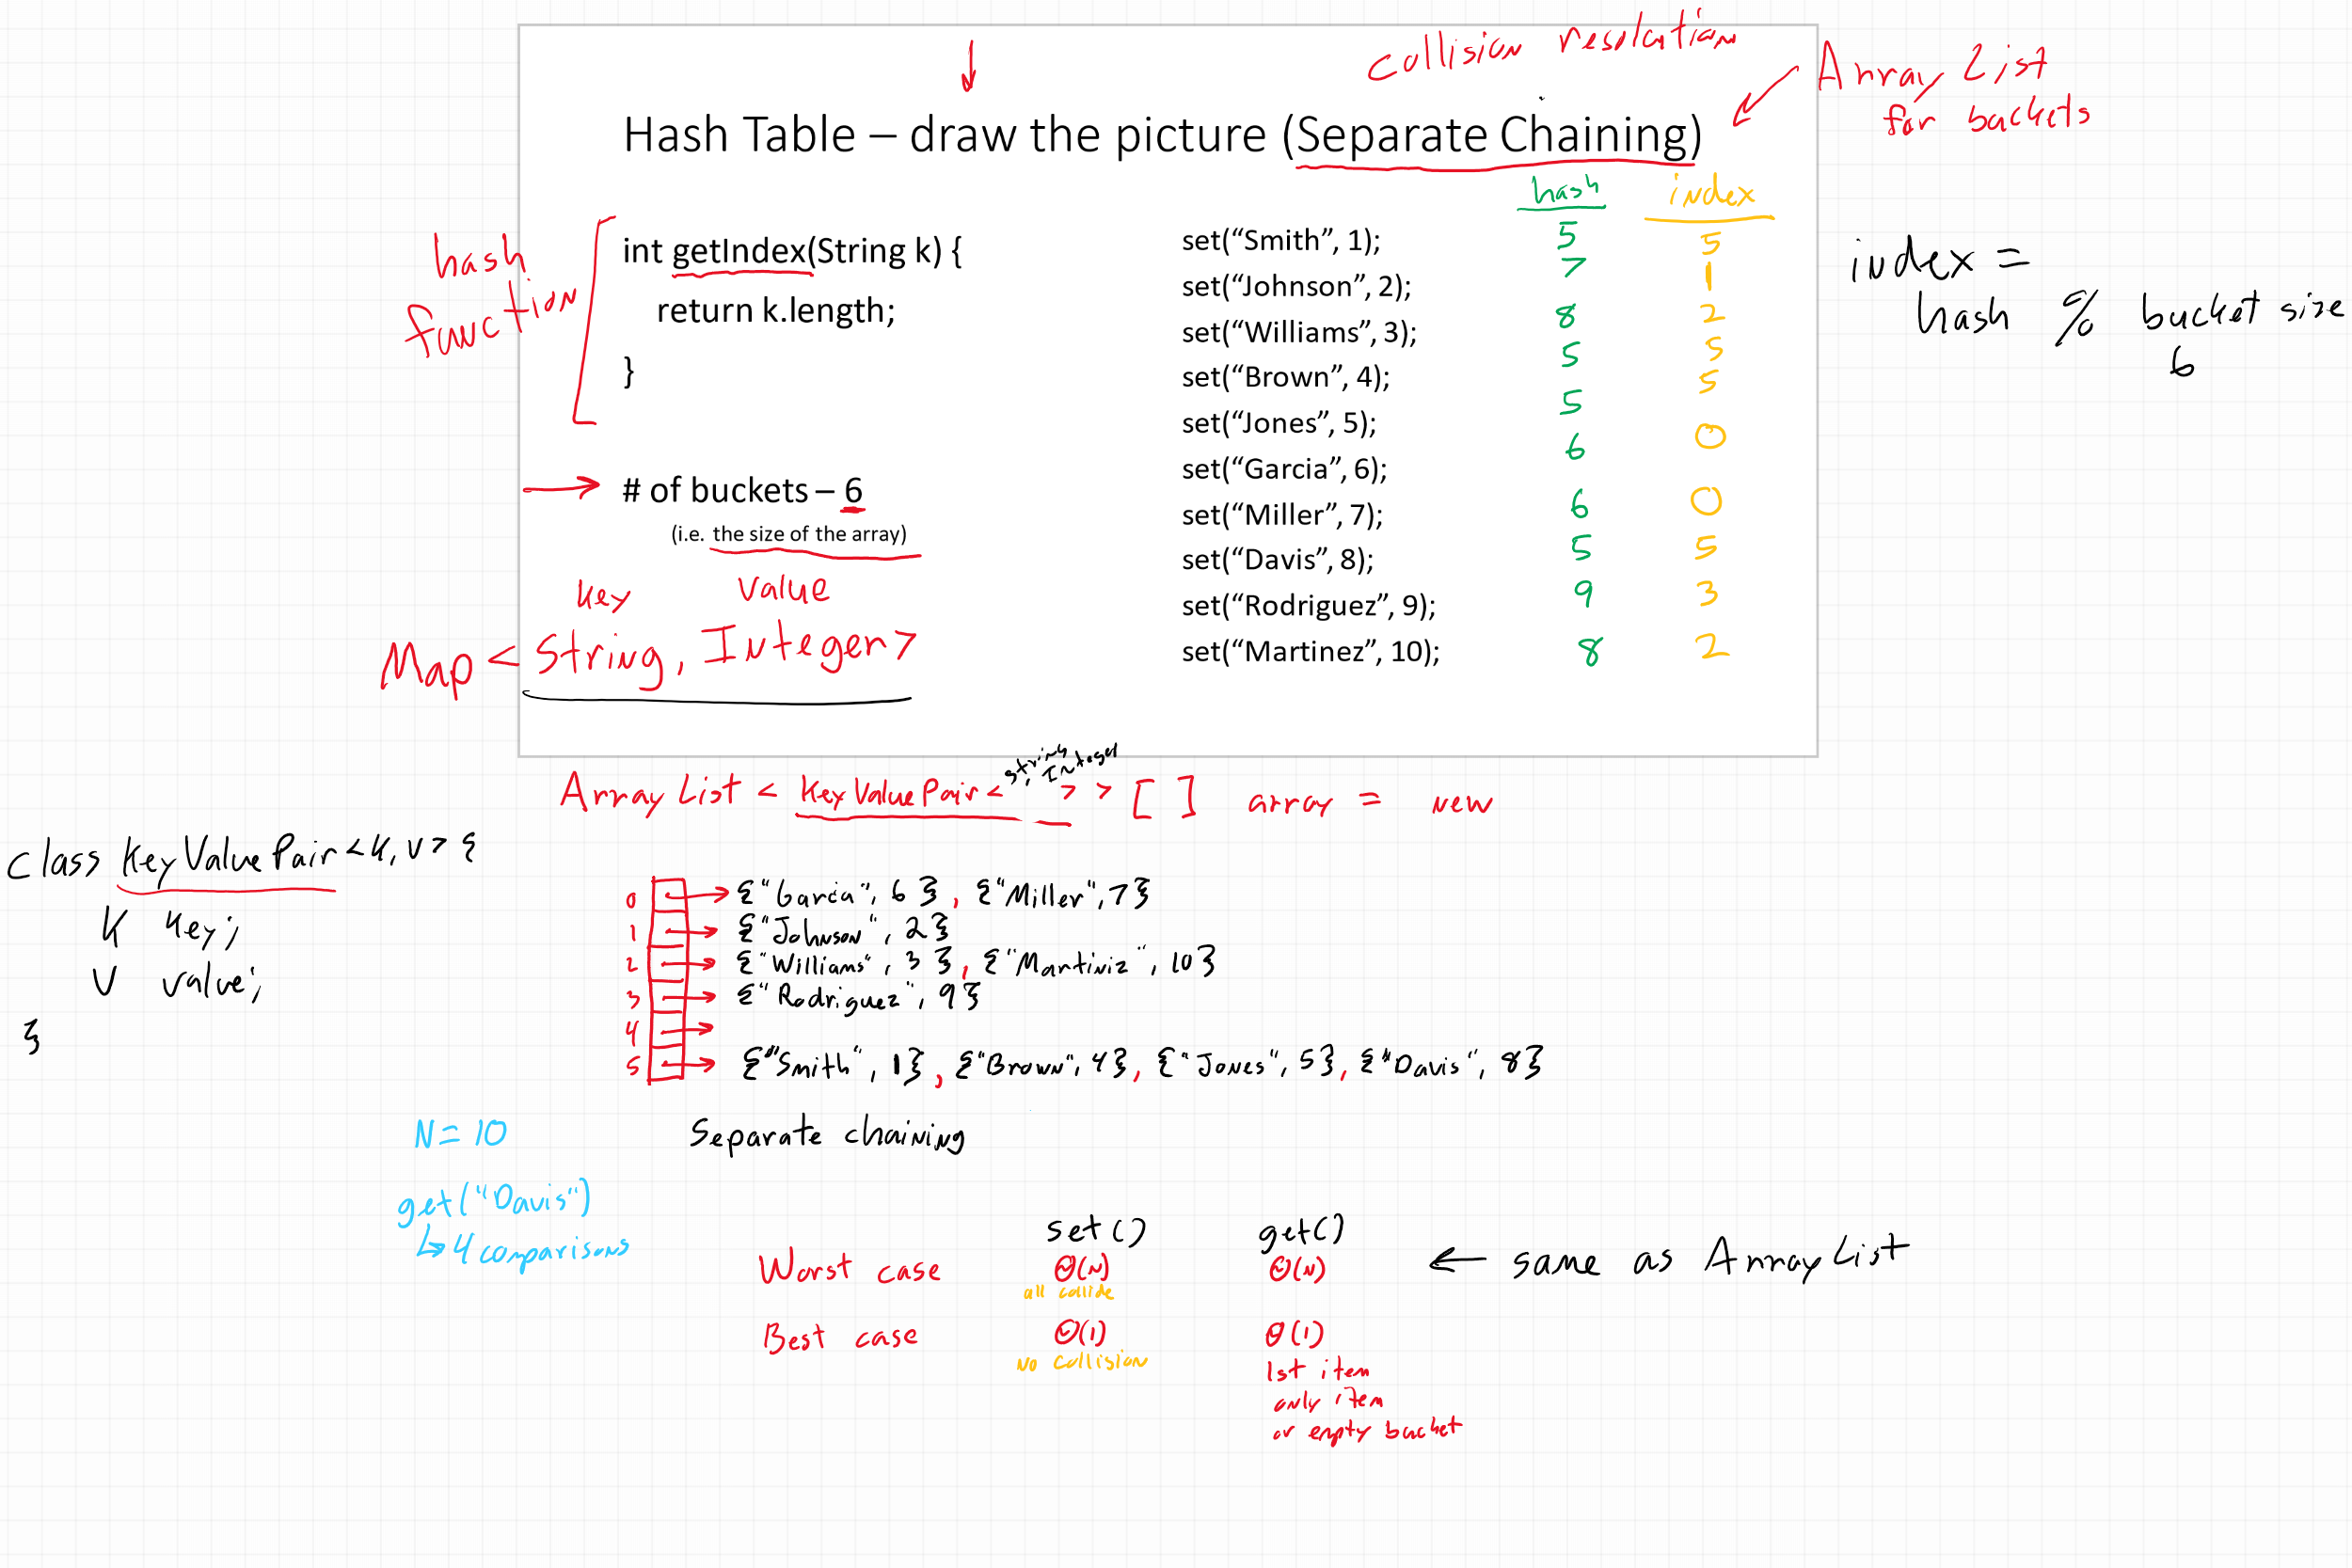 collision resolution
Array List
for buckets
Hash Table – draw the picture (Separate Chaining)
hash index
hash
function
int getIndex(String k) {
return k.length;
}
# of buckets – 6
(i.e. the size of the array)
key value
Map < String, Integer >
set("Smith", 1); 5 5
set("Johnson", 2); 7 1
set("Williams", 3); 8 2
set("Brown", 4); 5 5
set("Jones", 5); 5 5
set("Garcia", 6); 6 0
set("Miller", 7); 6 0
set("Davis", 8); 5 5
set("Rodriguez", 9); 9 3
set("Martinez", 10); 8 2
index =
hash % bucket size
6
string, Integer
Array List < Key Value Pair < > > [ ] array = new
class Key Value Pair <K, V> {
K key;
V value;
}
0 {"Garcia", 6}, {"Miller", 7}
1 {"Johnson", 2}
2 {"Williams", 3}, {"Martiniz", 10}
3 {"Rodriguez", 9}
4
5 {"Smith", 1}, {"Brown", 4}, {"Jones", 5}, {"Davis", 8}
Separate chaining
N = 10
get("Davis")
↳ 4 comparisons
set() get()
Worst case Θ(N) Θ(N) ← same as Array List
all collide
Best case Θ(1) Θ(1)
no collision
1st item
only item
or empty bucket